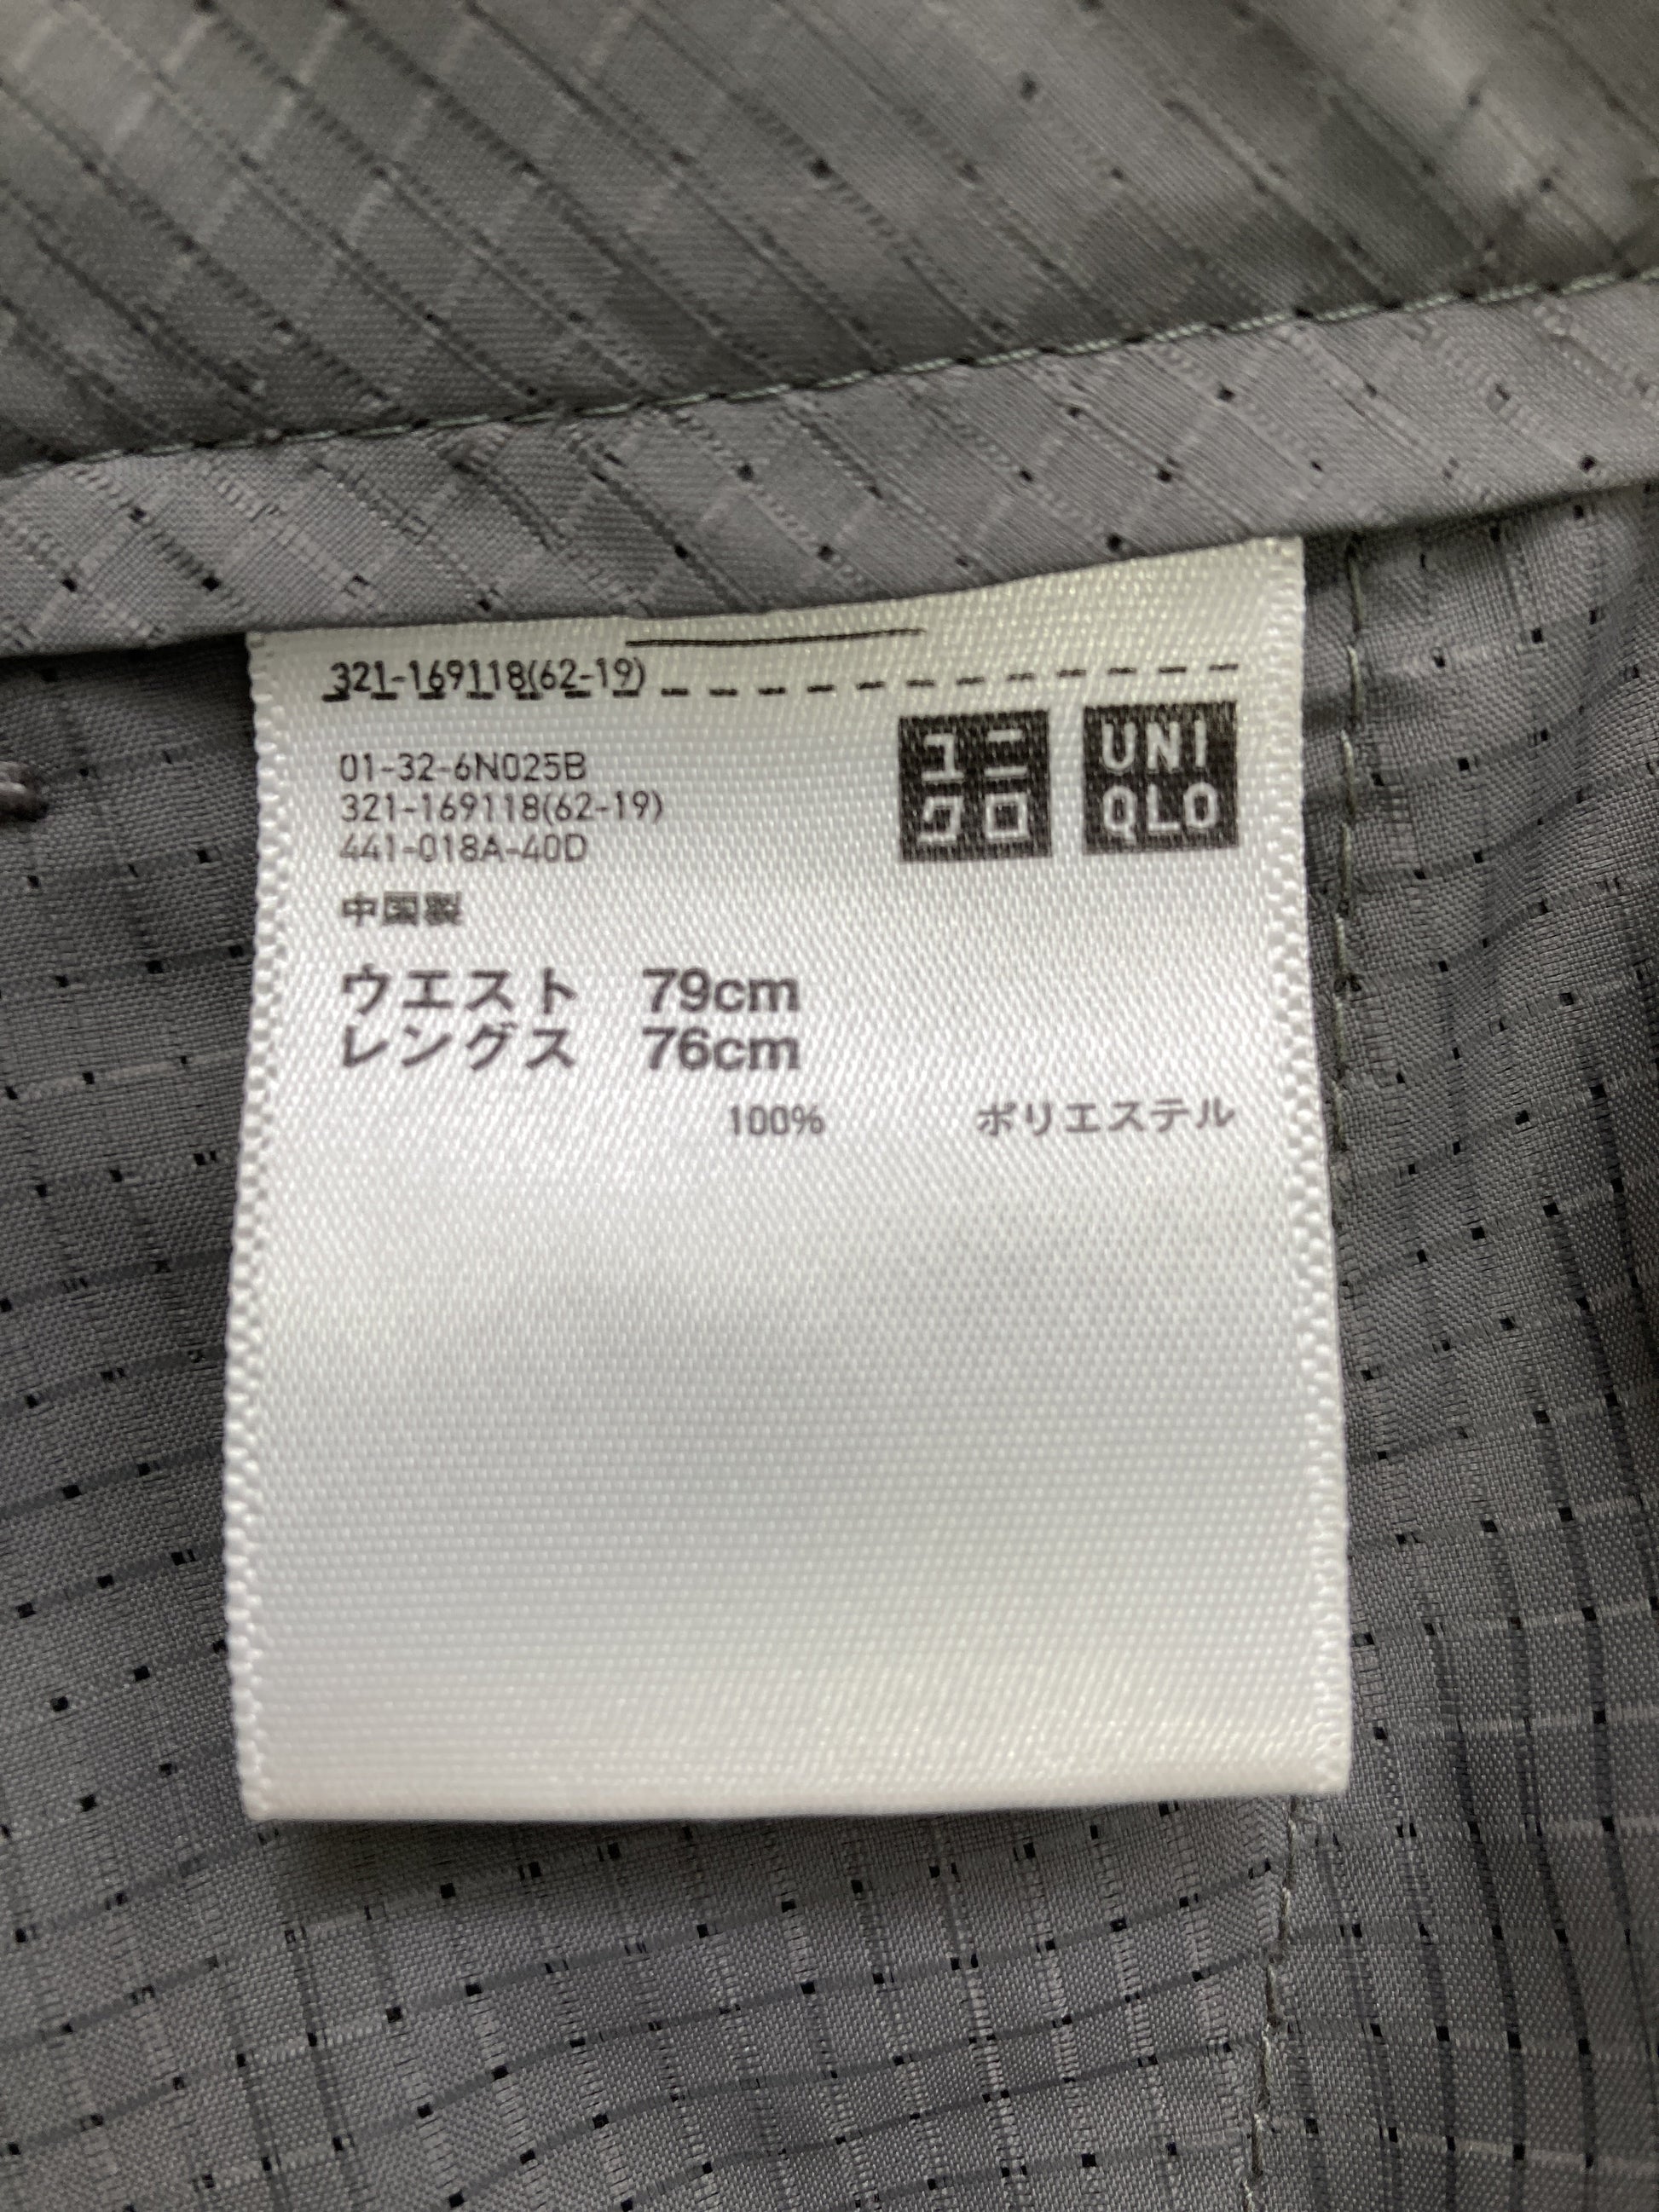 321-169118(62-19)
ユニ
クロ
UNI
QLO
01-32-6N025B
321-169118(62-19)
441-018A-40D
中国製
ウエスト 79cm
レングス 76cm
100% ポリエステル